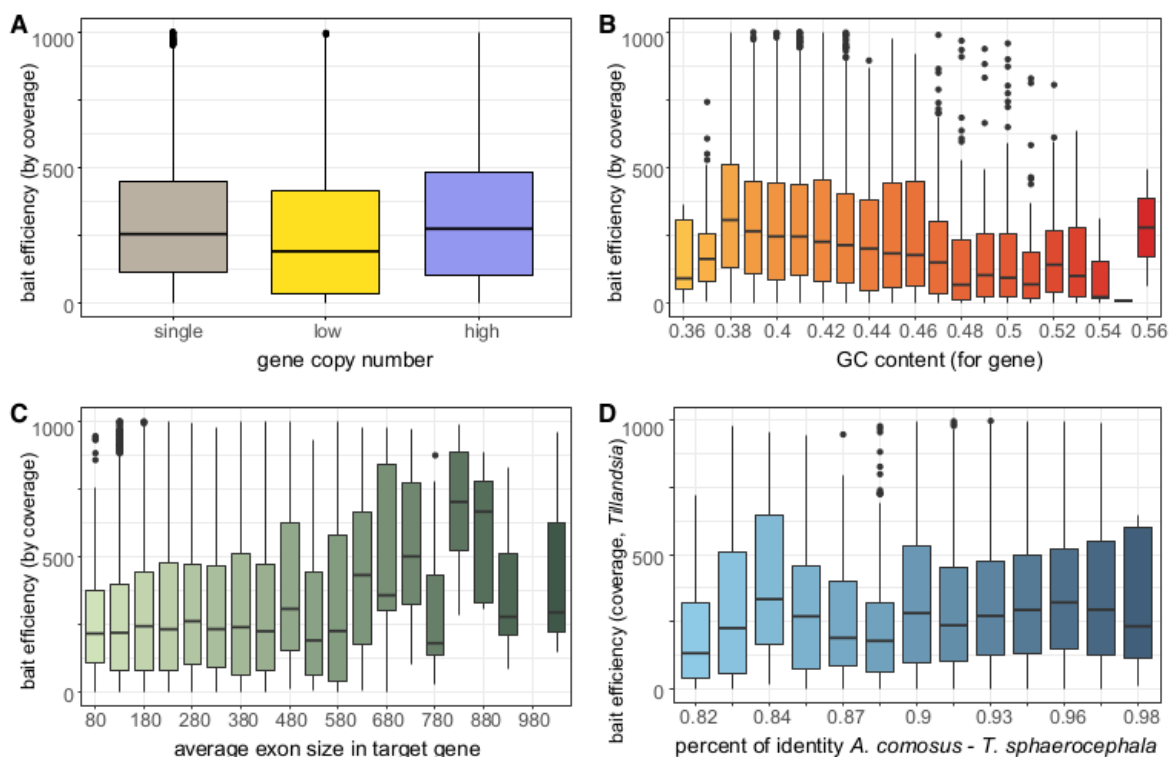 A
bait efficiency (by coverage)
1000
500
0
single low high
gene copy number
B
bait efficiency (by coverage)
1000
500
0
0.36 0.38 0.4 0.42 0.44 0.46 0.48 0.5 0.52 0.54 0.56
GC content (for gene)
C
bait efficiency (by coverage)
1000
500
0
80 180 280 380 480 580 680 780 880 980
average exon size in target gene
D
bait efficiency (coverage, Tillandsia)
1000
500
0
0.82 0.84 0.87 0.9 0.93 0.96 0.98
percent of identity A. comosus - T. sphaerocephala